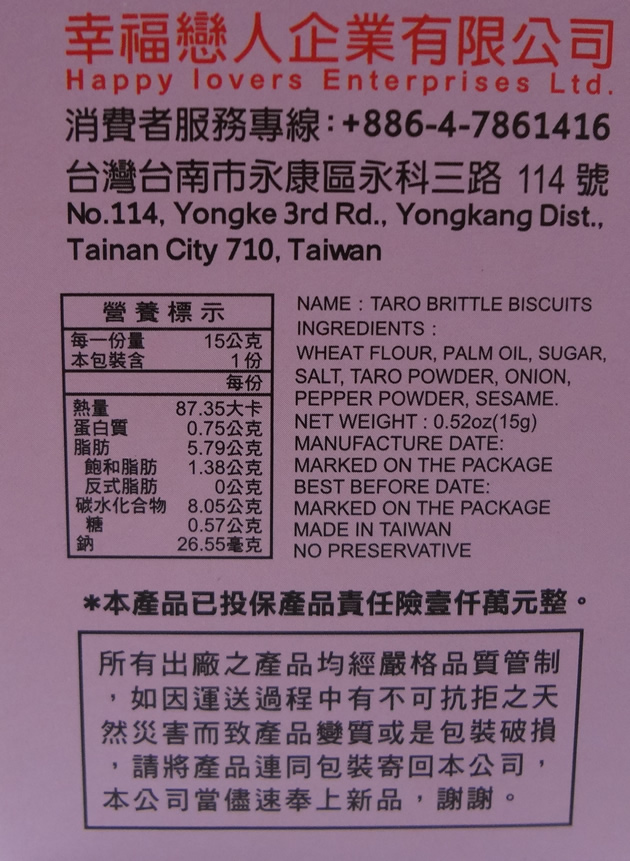 幸福戀人企業有限公司
Happy lovers Enterprises Ltd.
消費者服務專線：+886-4-7861416
台灣台南市永康區永科三路 114 號
No.114, Yongke 3rd Rd., Yongkang Dist.,
Tainan City 710, Taiwan
營養標示
每一份量 15公克
本包裝含 1份
每份
熱量 87.35大卡
蛋白質 0.75公克
脂肪 5.79公克
飽和脂肪 1.38公克
反式脂肪 0公克
碳水化合物 8.05公克
糖 0.57公克
鈉 26.55毫克
NAME : TARO BRITTLE BISCUITS
INGREDIENTS :
WHEAT FLOUR, PALM OIL, SUGAR,
SALT, TARO POWDER, ONION,
PEPPER POWDER, SESAME.
NET WEIGHT : 0.52oz(15g)
MANUFACTURE DATE:
MARKED ON THE PACKAGE
BEST BEFORE DATE:
MARKED ON THE PACKAGE
MADE IN TAIWAN
NO PRESERVATIVE
*本產品已投保產品責任險壹仟萬元整。
所有出廠之產品均經嚴格品質管制
，如因運送過程中有不可抗拒之天
然災害而致產品變質或是包裝破損
，請將產品連同包裝寄回本公司，
本公司當儘速奉上新品，謝謝。